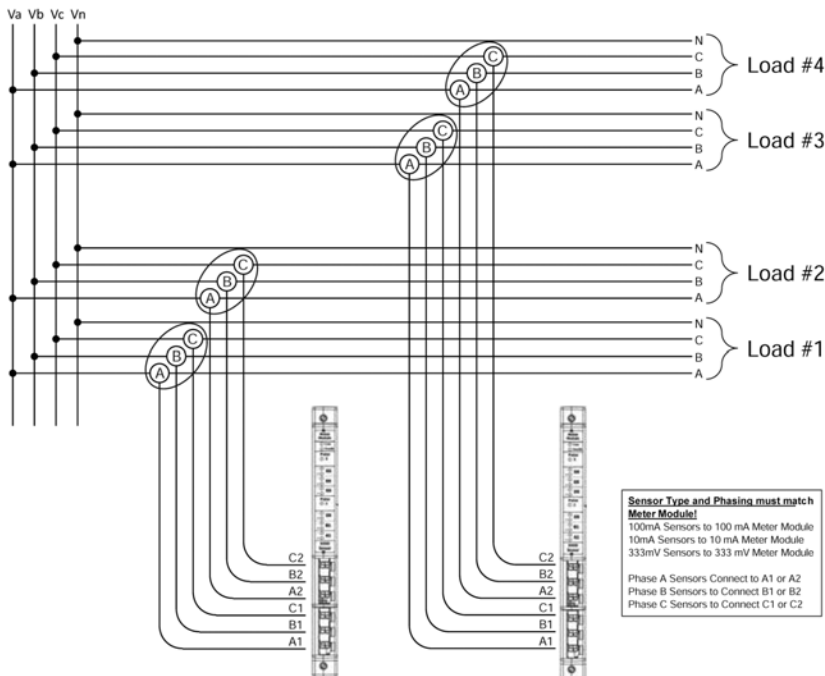 Va Vb Vc Vn
N
C
B
A
Load #4
N
C
B
A
Load #3
N
C
B
A
Load #2
N
C
B
A
Load #1
A B C
A B C
A B C
A B C
C2
B2
A2
C1
B1
A1
C2
B2
A2
C1
B1
A1
Sensor Type and Phasing must match
Meter Module!
100mA Sensors to 100 mA Meter Module
10mA Sensors to 10 mA Meter Module
333mV Sensors to 333 mV Meter Module
Phase A Sensors Connect to A1 or A2
Phase B Sensors to Connect B1 or B2
Phase C Sensors to Connect C1 or C2